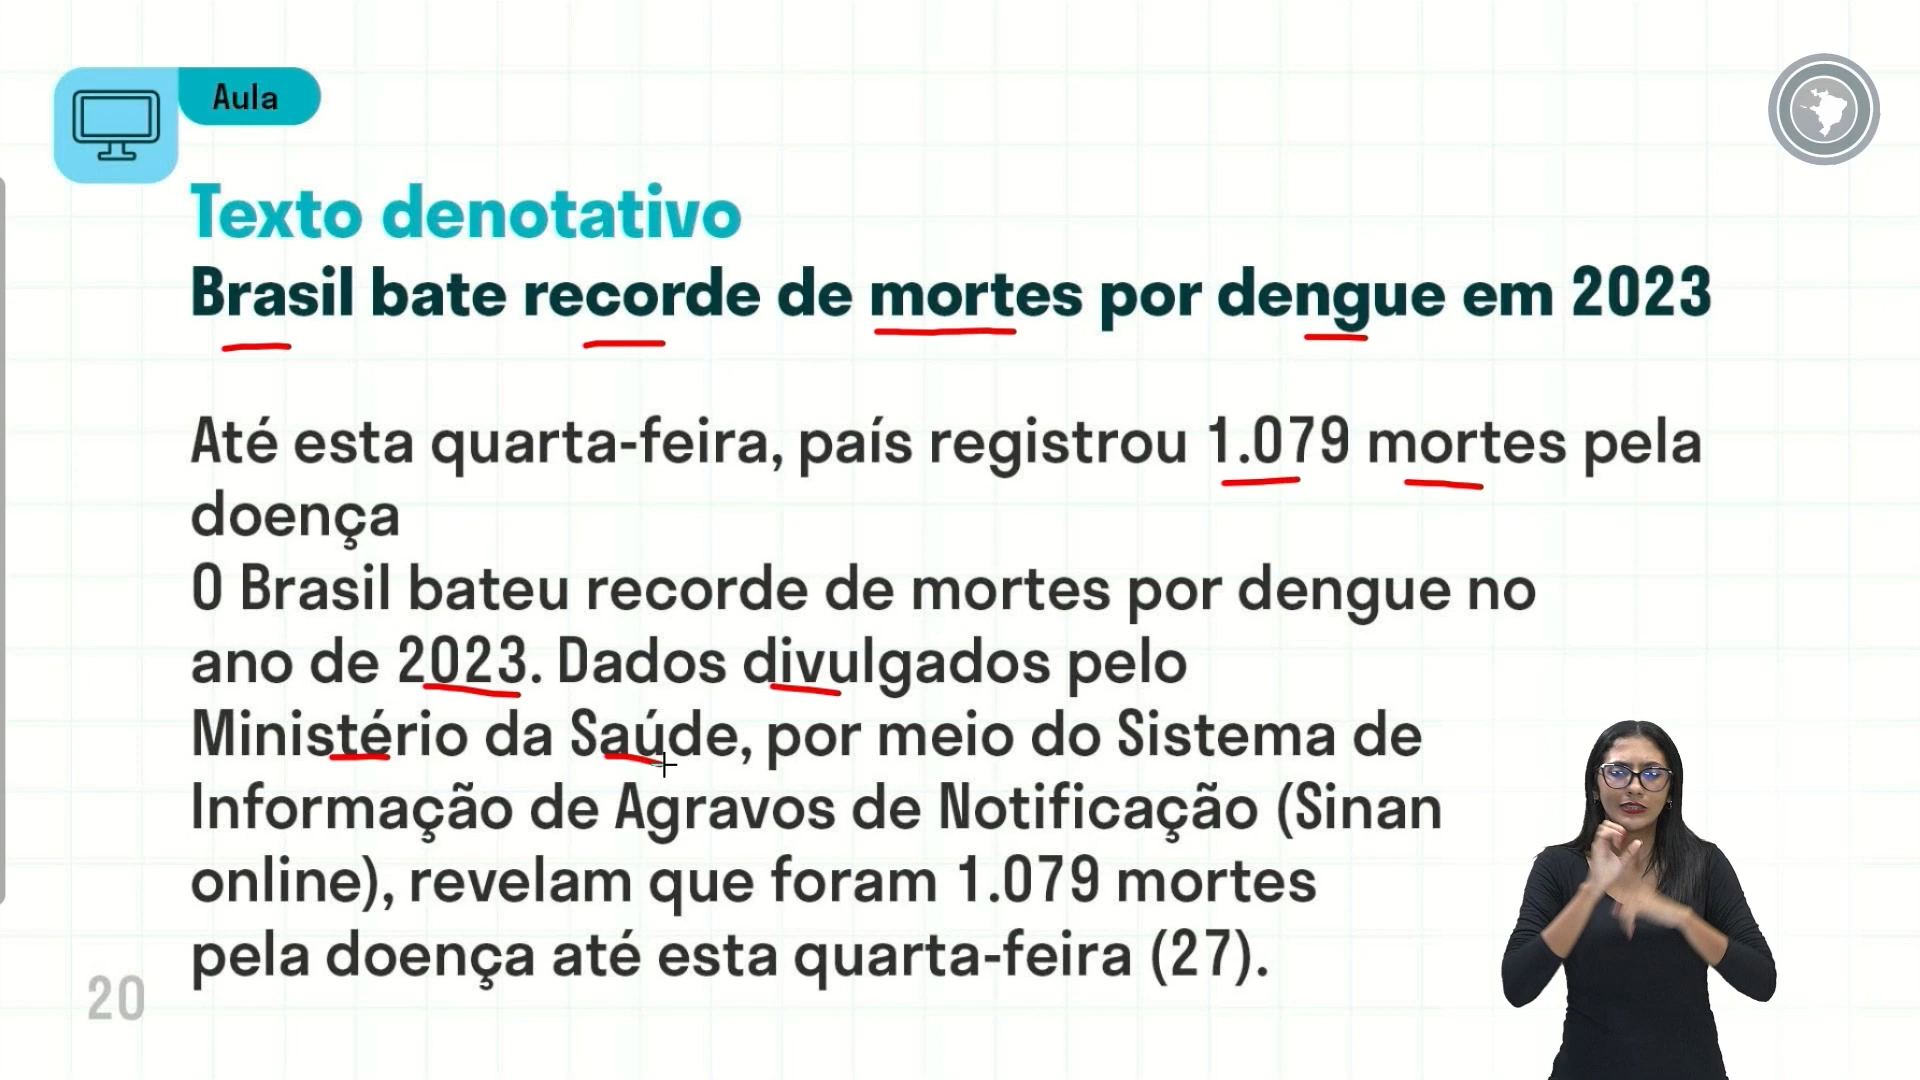 Aula
Texto denotativo
Brasil bate recorde de mortes por dengue em 2023
Até esta quarta-feira, país registrou 1.079 mortes pela
doença
O Brasil bateu recorde de mortes por dengue no
ano de 2023. Dados divulgados pelo
Ministério da Saúde, por meio do Sistema de
Informação de Agravos de Notificação (Sinan
online), revelam que foram 1.079 mortes
pela doença até esta quarta-feira (27).
20